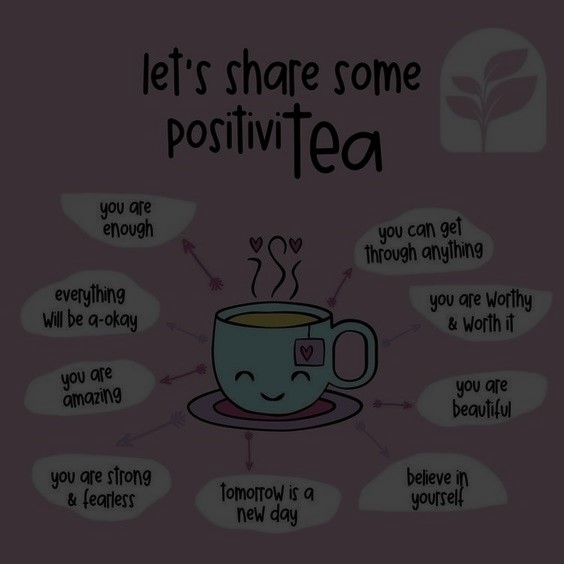 let's share some
positivitea
you are
enough
you can get
through anything
everything
will be a-okay
you are worthy
& worth it
you are
amazing
you are
beautiful
you are strong
& fearless
tomorrow is a
new day
believe in
yourself